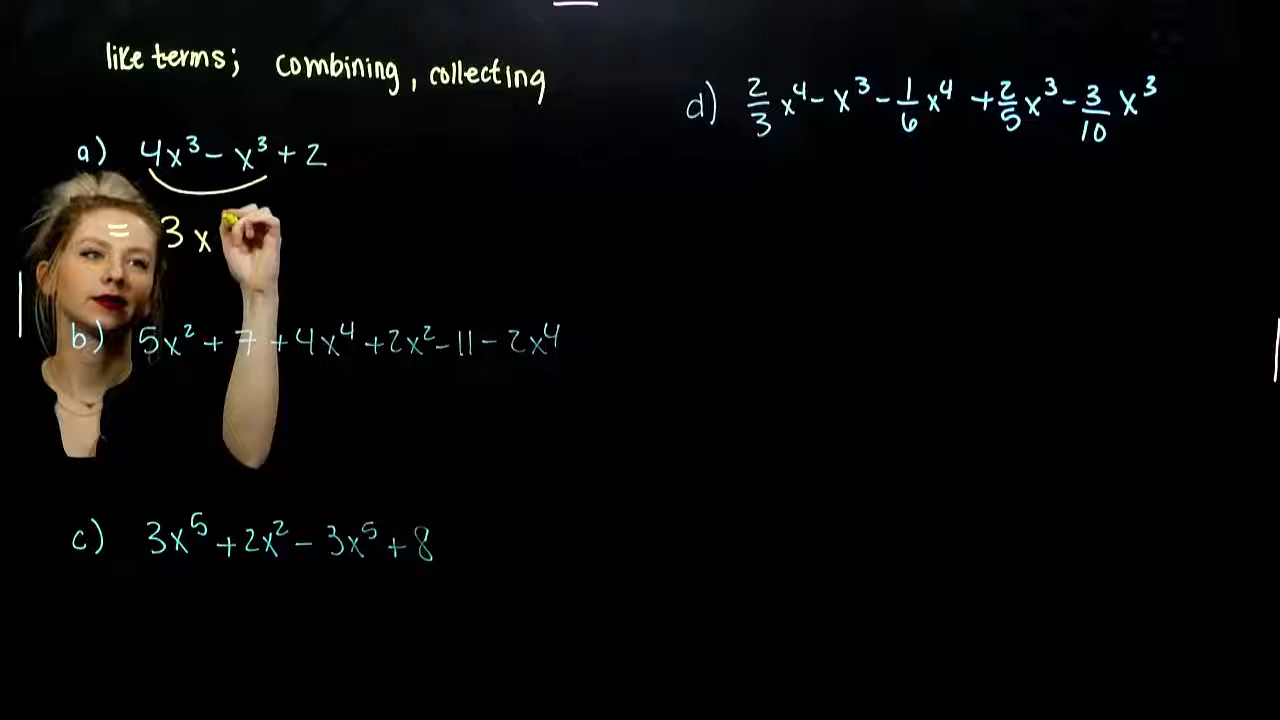 like terms; combining, collecting
a) 4x³ - x³ + 2
= 3x
b) 5x² + 7 + 4x⁴ + 2x² - 11 - 2x⁴
c) 3x⁵ + 2x² - 3x⁵ + 8
d) 2/3 x⁴ - x³ - 1/6 x⁴ + 2/5 x³ - 3/10 x³